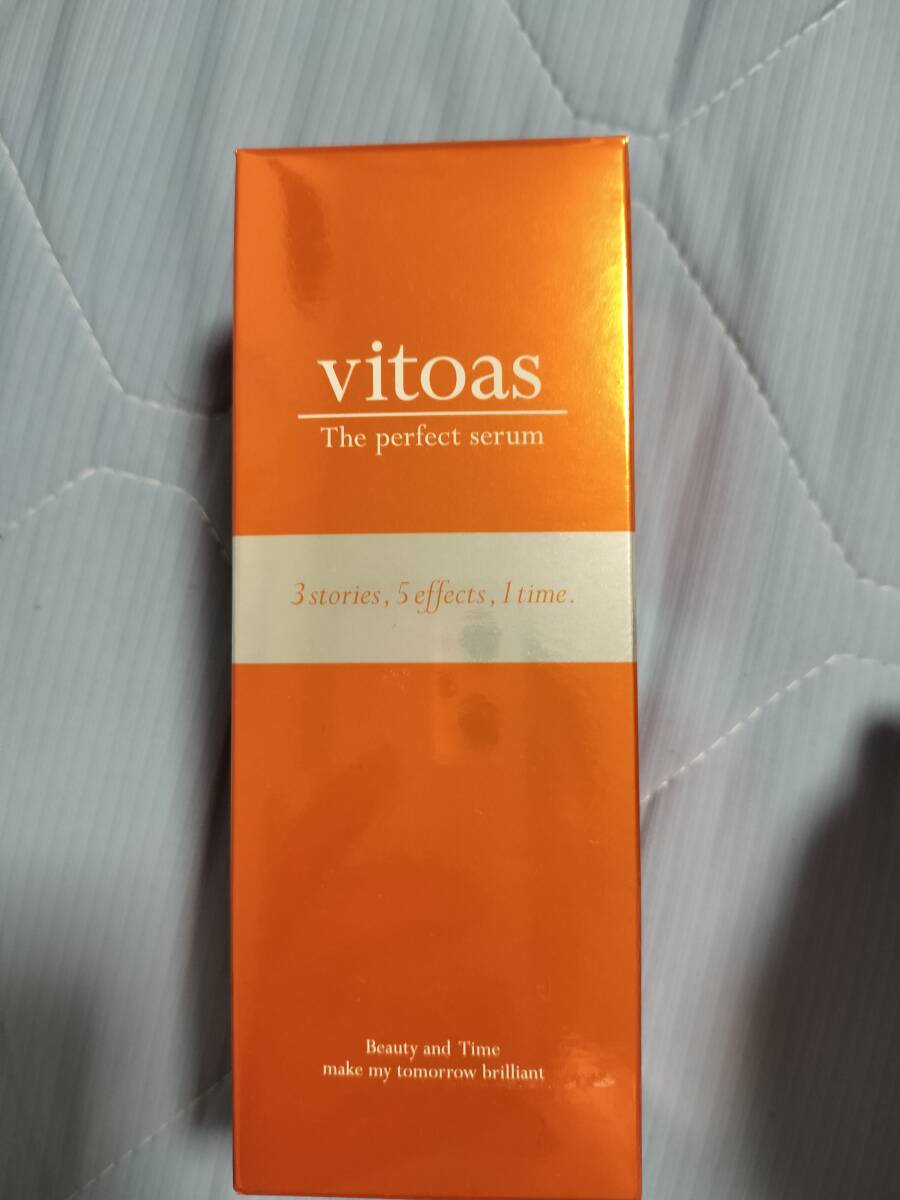 vitoas
The perfect serum
3 stories, 5 effects, 1 time.
Beauty and Time
make my tomorrow brilliant